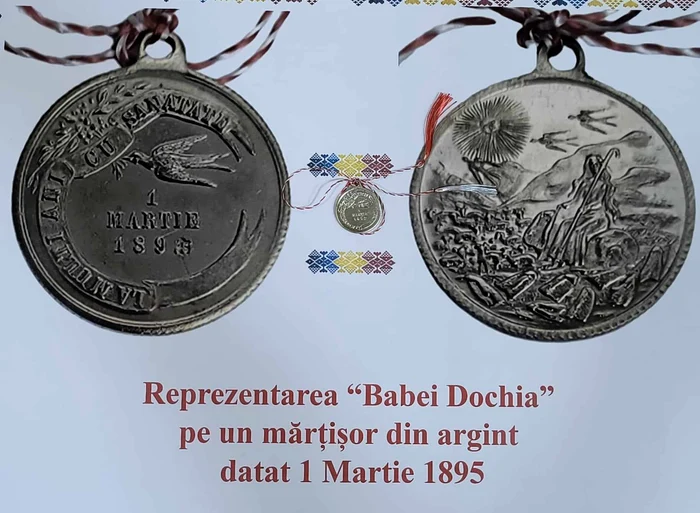 LA MULTI ANI CU SANATATE
1
MARTIE
1895
Reprezentarea “Babei Dochia”
pe un mărțișor din argint
datat 1 Martie 1895